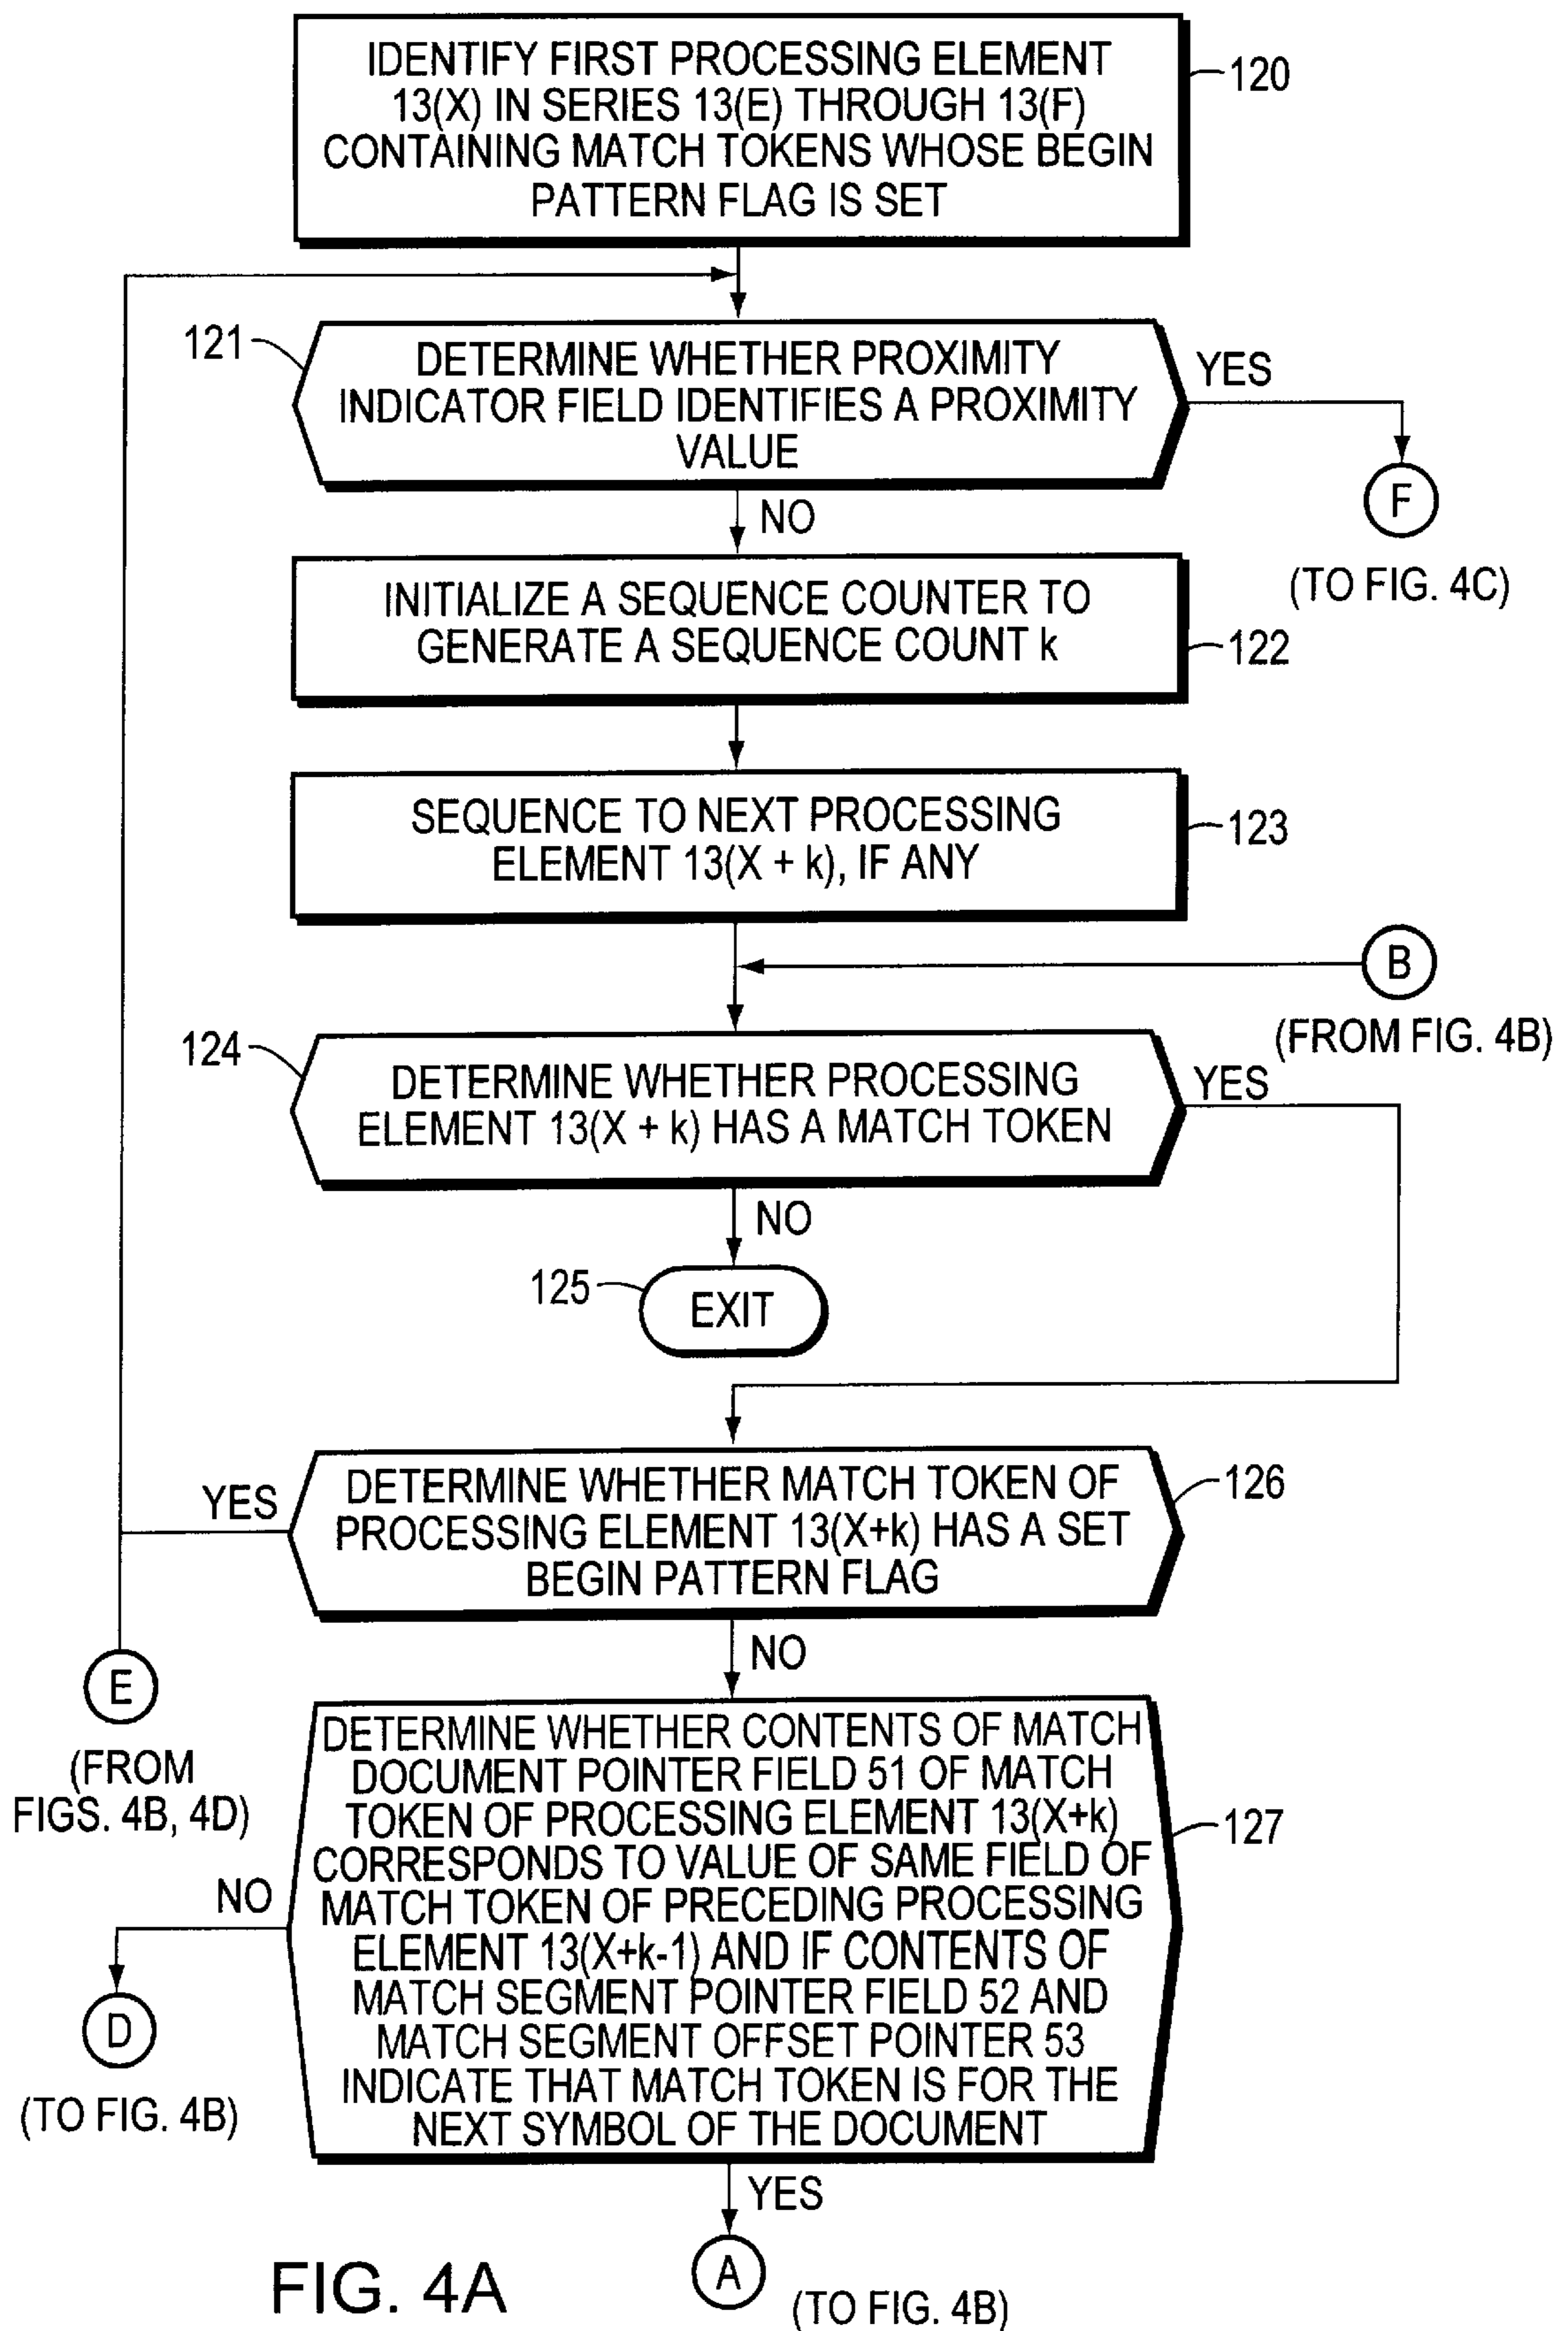 IDENTIFY FIRST PROCESSING ELEMENT
13(X) IN SERIES 13(E) THROUGH 13(F)
CONTAINING MATCH TOKENS WHOSE BEGIN
PATTERN FLAG IS SET
120
121
DETERMINE WHETHER PROXIMITY
INDICATOR FIELD IDENTIFIES A PROXIMITY
VALUE
YES
F
(TO FIG. 4C)
NO
INITIALIZE A SEQUENCE COUNTER TO
GENERATE A SEQUENCE COUNT k
122
SEQUENCE TO NEXT PROCESSING
ELEMENT 13(X + k), IF ANY
123
B
(FROM FIG. 4B)
124
DETERMINE WHETHER PROCESSING
ELEMENT 13(X + k) HAS A MATCH TOKEN
YES
NO
125
EXIT
YES
DETERMINE WHETHER MATCH TOKEN OF
PROCESSING ELEMENT 13(X+k) HAS A SET
BEGIN PATTERN FLAG
126
NO
E
(FROM
FIGS. 4B, 4D)
DETERMINE WHETHER CONTENTS OF MATCH
DOCUMENT POINTER FIELD 51 OF MATCH
TOKEN OF PROCESSING ELEMENT 13(X+k)
CORRESPONDS TO VALUE OF SAME FIELD OF
MATCH TOKEN OF PRECEDING PROCESSING
ELEMENT 13(X+k-1) AND IF CONTENTS OF
MATCH SEGMENT POINTER FIELD 52 AND
MATCH SEGMENT OFFSET POINTER 53
INDICATE THAT MATCH TOKEN IS FOR THE
NEXT SYMBOL OF THE DOCUMENT
127
NO
D
(TO FIG. 4B)
YES
A
(TO FIG. 4B)
FIG. 4A